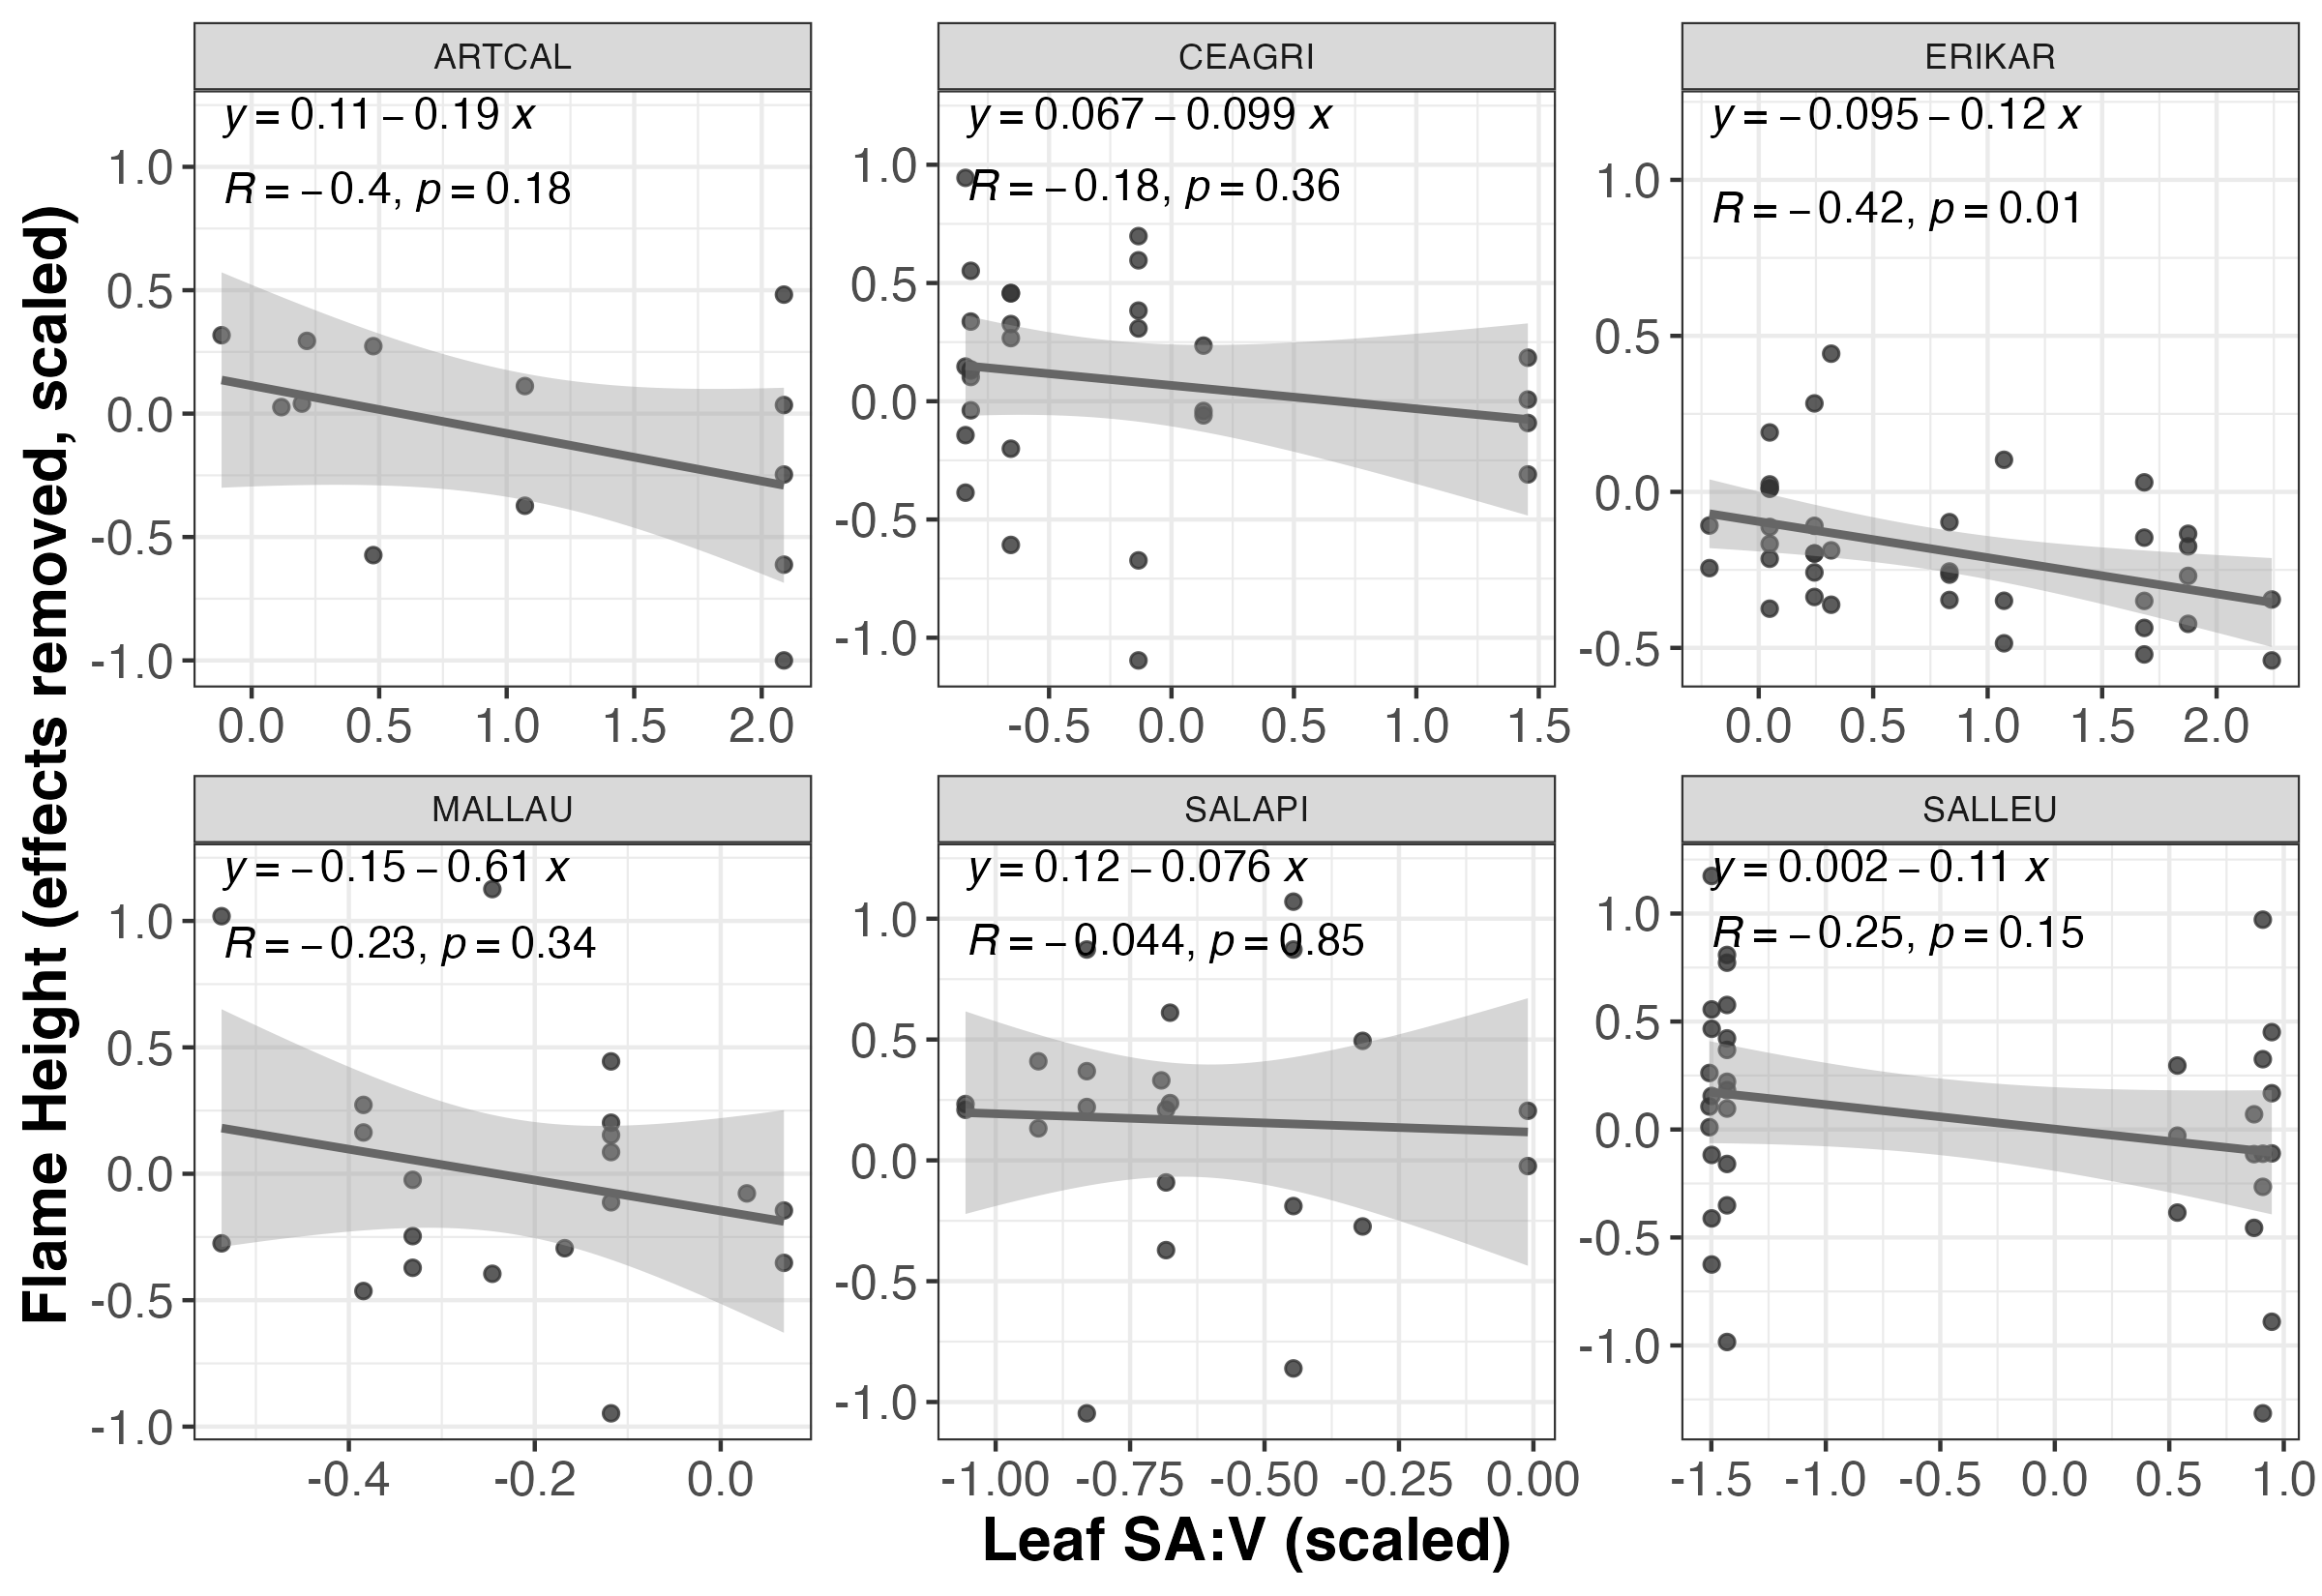 Flame Height (effects removed, scaled)
ARTCAL
y = 0.11 − 0.19 x
R = −0.4, p = 0.18
1.0
0.5
0.0
-0.5
-1.0
0.0 0.5 1.0 1.5 2.0
CEAGRI
y = 0.067 − 0.099 x
R = −0.18, p = 0.36
1.0
0.5
0.0
-0.5
-1.0
-0.5 0.0 0.5 1.0 1.5
ERIKAR
y = −0.095 − 0.12 x
R = −0.42, p = 0.01
1.0
0.5
0.0
-0.5
0.0 0.5 1.0 1.5 2.0
MALLAU
y = −0.15 − 0.61 x
R = −0.23, p = 0.34
1.0
0.5
0.0
-0.5
-1.0
-0.4 -0.2 0.0
SALAPI
y = 0.12 − 0.076 x
R = −0.044, p = 0.85
1.0
0.5
0.0
-0.5
-1.0
-1.00 -0.75 -0.50 -0.25 0.00
SALLEU
y = 0.002 − 0.11 x
R = −0.25, p = 0.15
1.0
0.5
0.0
-0.5
-1.0
-1.5 -1.0 -0.5 0.0 0.5 1.0
Leaf SA:V (scaled)